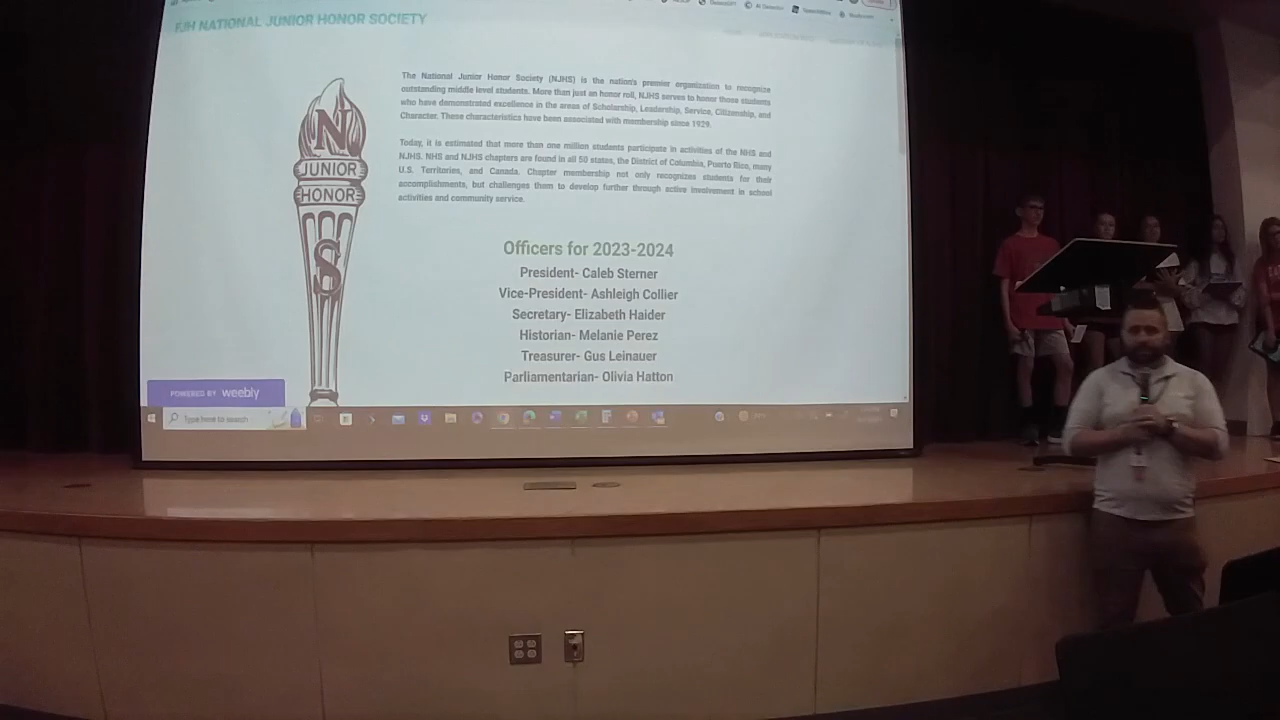 FJH NATIONAL JUNIOR HONOR SOCIETY
The National Junior Honor Society (NJHS) is the nation's premier organization to recognize
outstanding middle level students. More than just an honor roll, NJHS serves to honor those students
who have demonstrated excellence in the areas of Scholarship, Leadership, Service, Citizenship, and
Character. These characteristics have been associated with membership since 1929.
Today, it is estimated that more than one million students participate in activities of the NHS and
NJHS. NHS and NJHS chapters are found in all 50 states, the District of Columbia, Puerto Rico, many
U.S. Territories, and Canada. Chapter membership not only recognizes students for their
accomplishments, but challenges them to develop further through active involvement in school
activities and community service.
N
JUNIOR
HONOR
S
Officers for 2023-2024
President- Caleb Sterner
Vice-President- Ashleigh Collier
Secretary- Elizabeth Haider
Historian- Melanie Perez
Treasurer- Gus Leinauer
Parliamentarian- Olivia Hatton
POWERED BY weebly
Type here to search